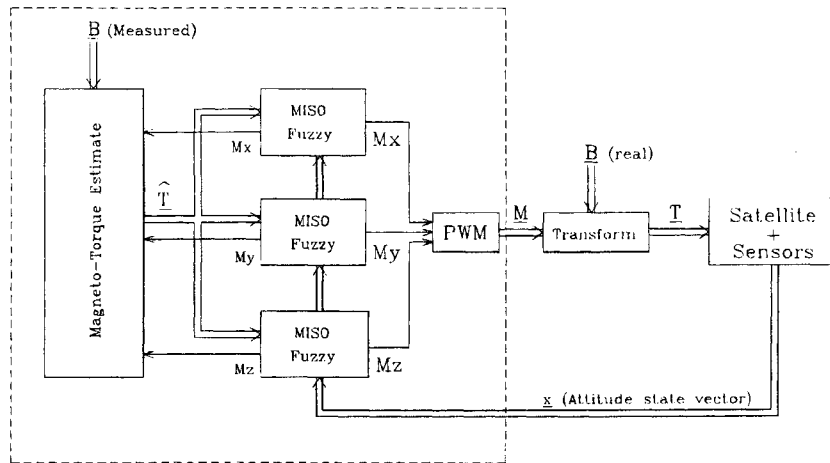 B (Measured)
Magneto-Torque Estimate
T̂
MISO
Fuzzy
Mx
Mx
MISO
Fuzzy
My
My
MISO
Fuzzy
Mz
Mz
PWM
M
B (real)
Transform
T
Satellite
+
Sensors
x (Attitude state vector)